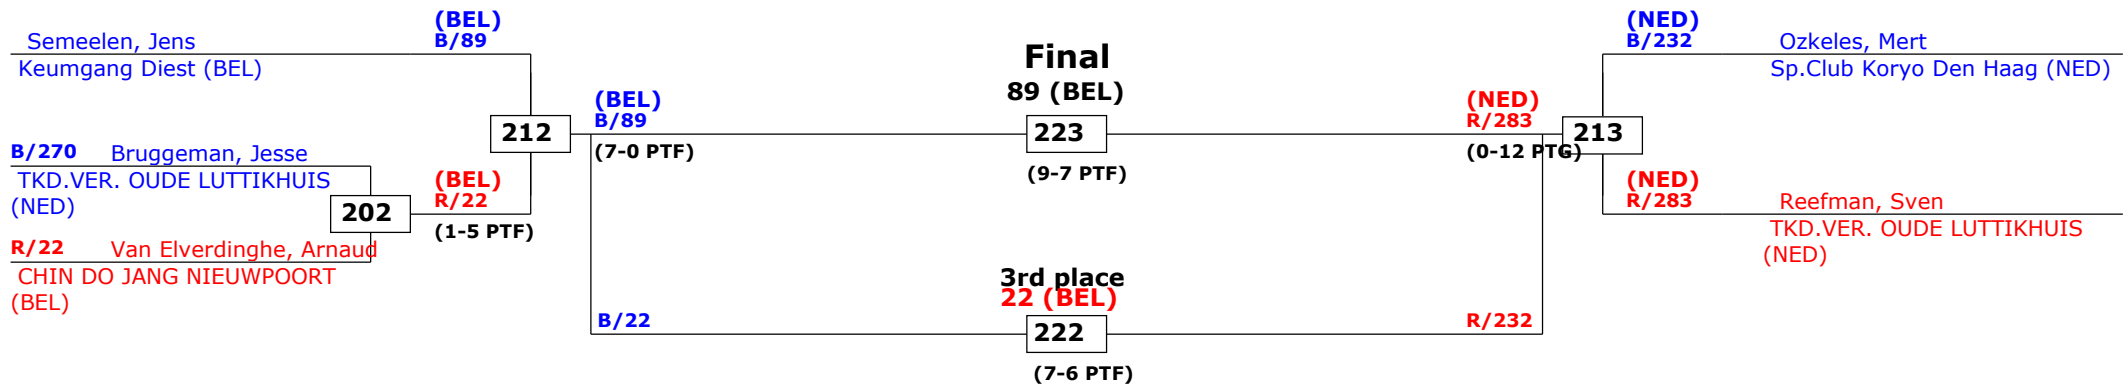 (BEL)
B/89
Semeelen, Jens
Keumgang Diest (BEL)
B/270 Bruggeman, Jesse
TKD.VER. OUDE LUTTIKHUIS
(NED)
R/22 Van Elverdinghe, Arnaud
CHIN DO JANG NIEUWPOORT
(BEL)
202
(BEL)
R/22
(1-5 PTF)
212
(BEL)
B/89
(7-0 PTF)
B/22
Final
89 (BEL)
223
(9-7 PTF)
3rd place
22 (BEL)
222
(7-6 PTF)
(NED)
R/283
(0-12 PTG)
R/232
213
(NED)
B/232
Ozkeles, Mert
Sp.Club Koryo Den Haag (NED)
(NED)
R/283
Reefman, Sven
TKD.VER. OUDE LUTTIKHUIS
(NED)